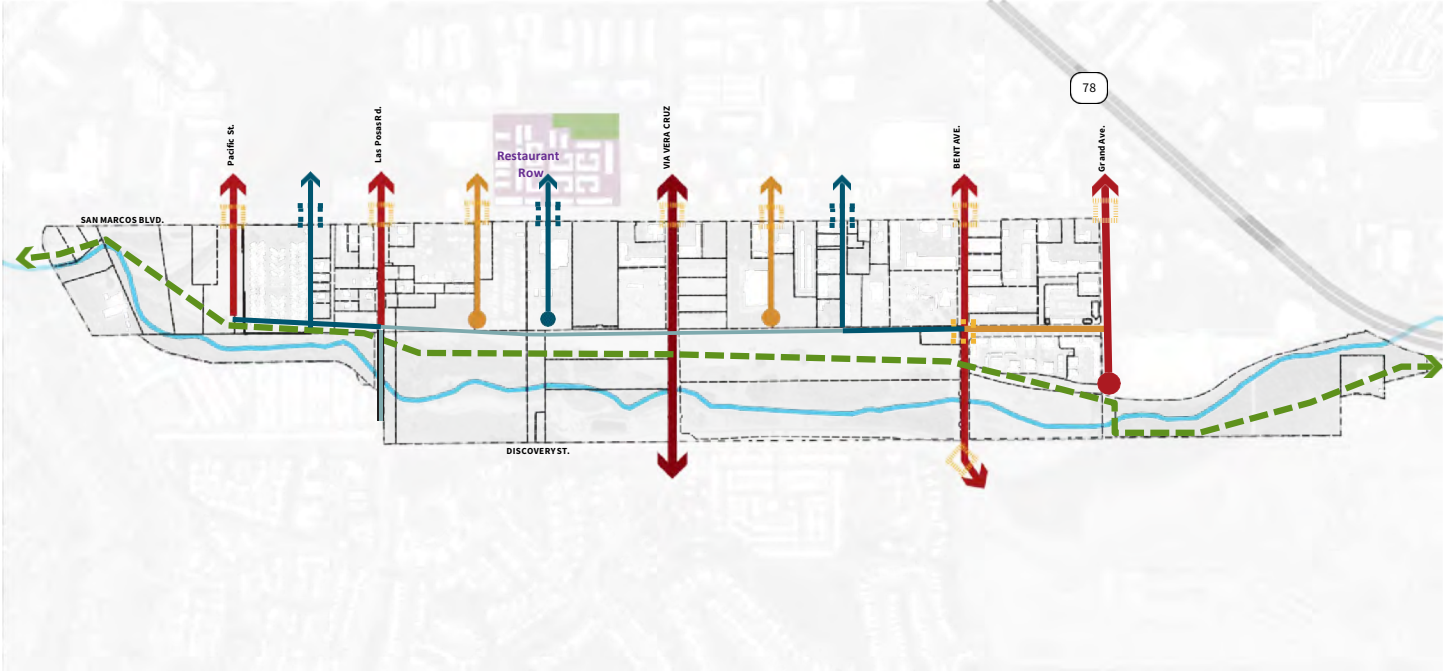 78
Pacific St.
Las Posas Rd.
VIA VERA CRUZ
BENT AVE.
Grand Ave.
Restaurant
Row
SAN MARCOS BLVD.
DISCOVERY ST.